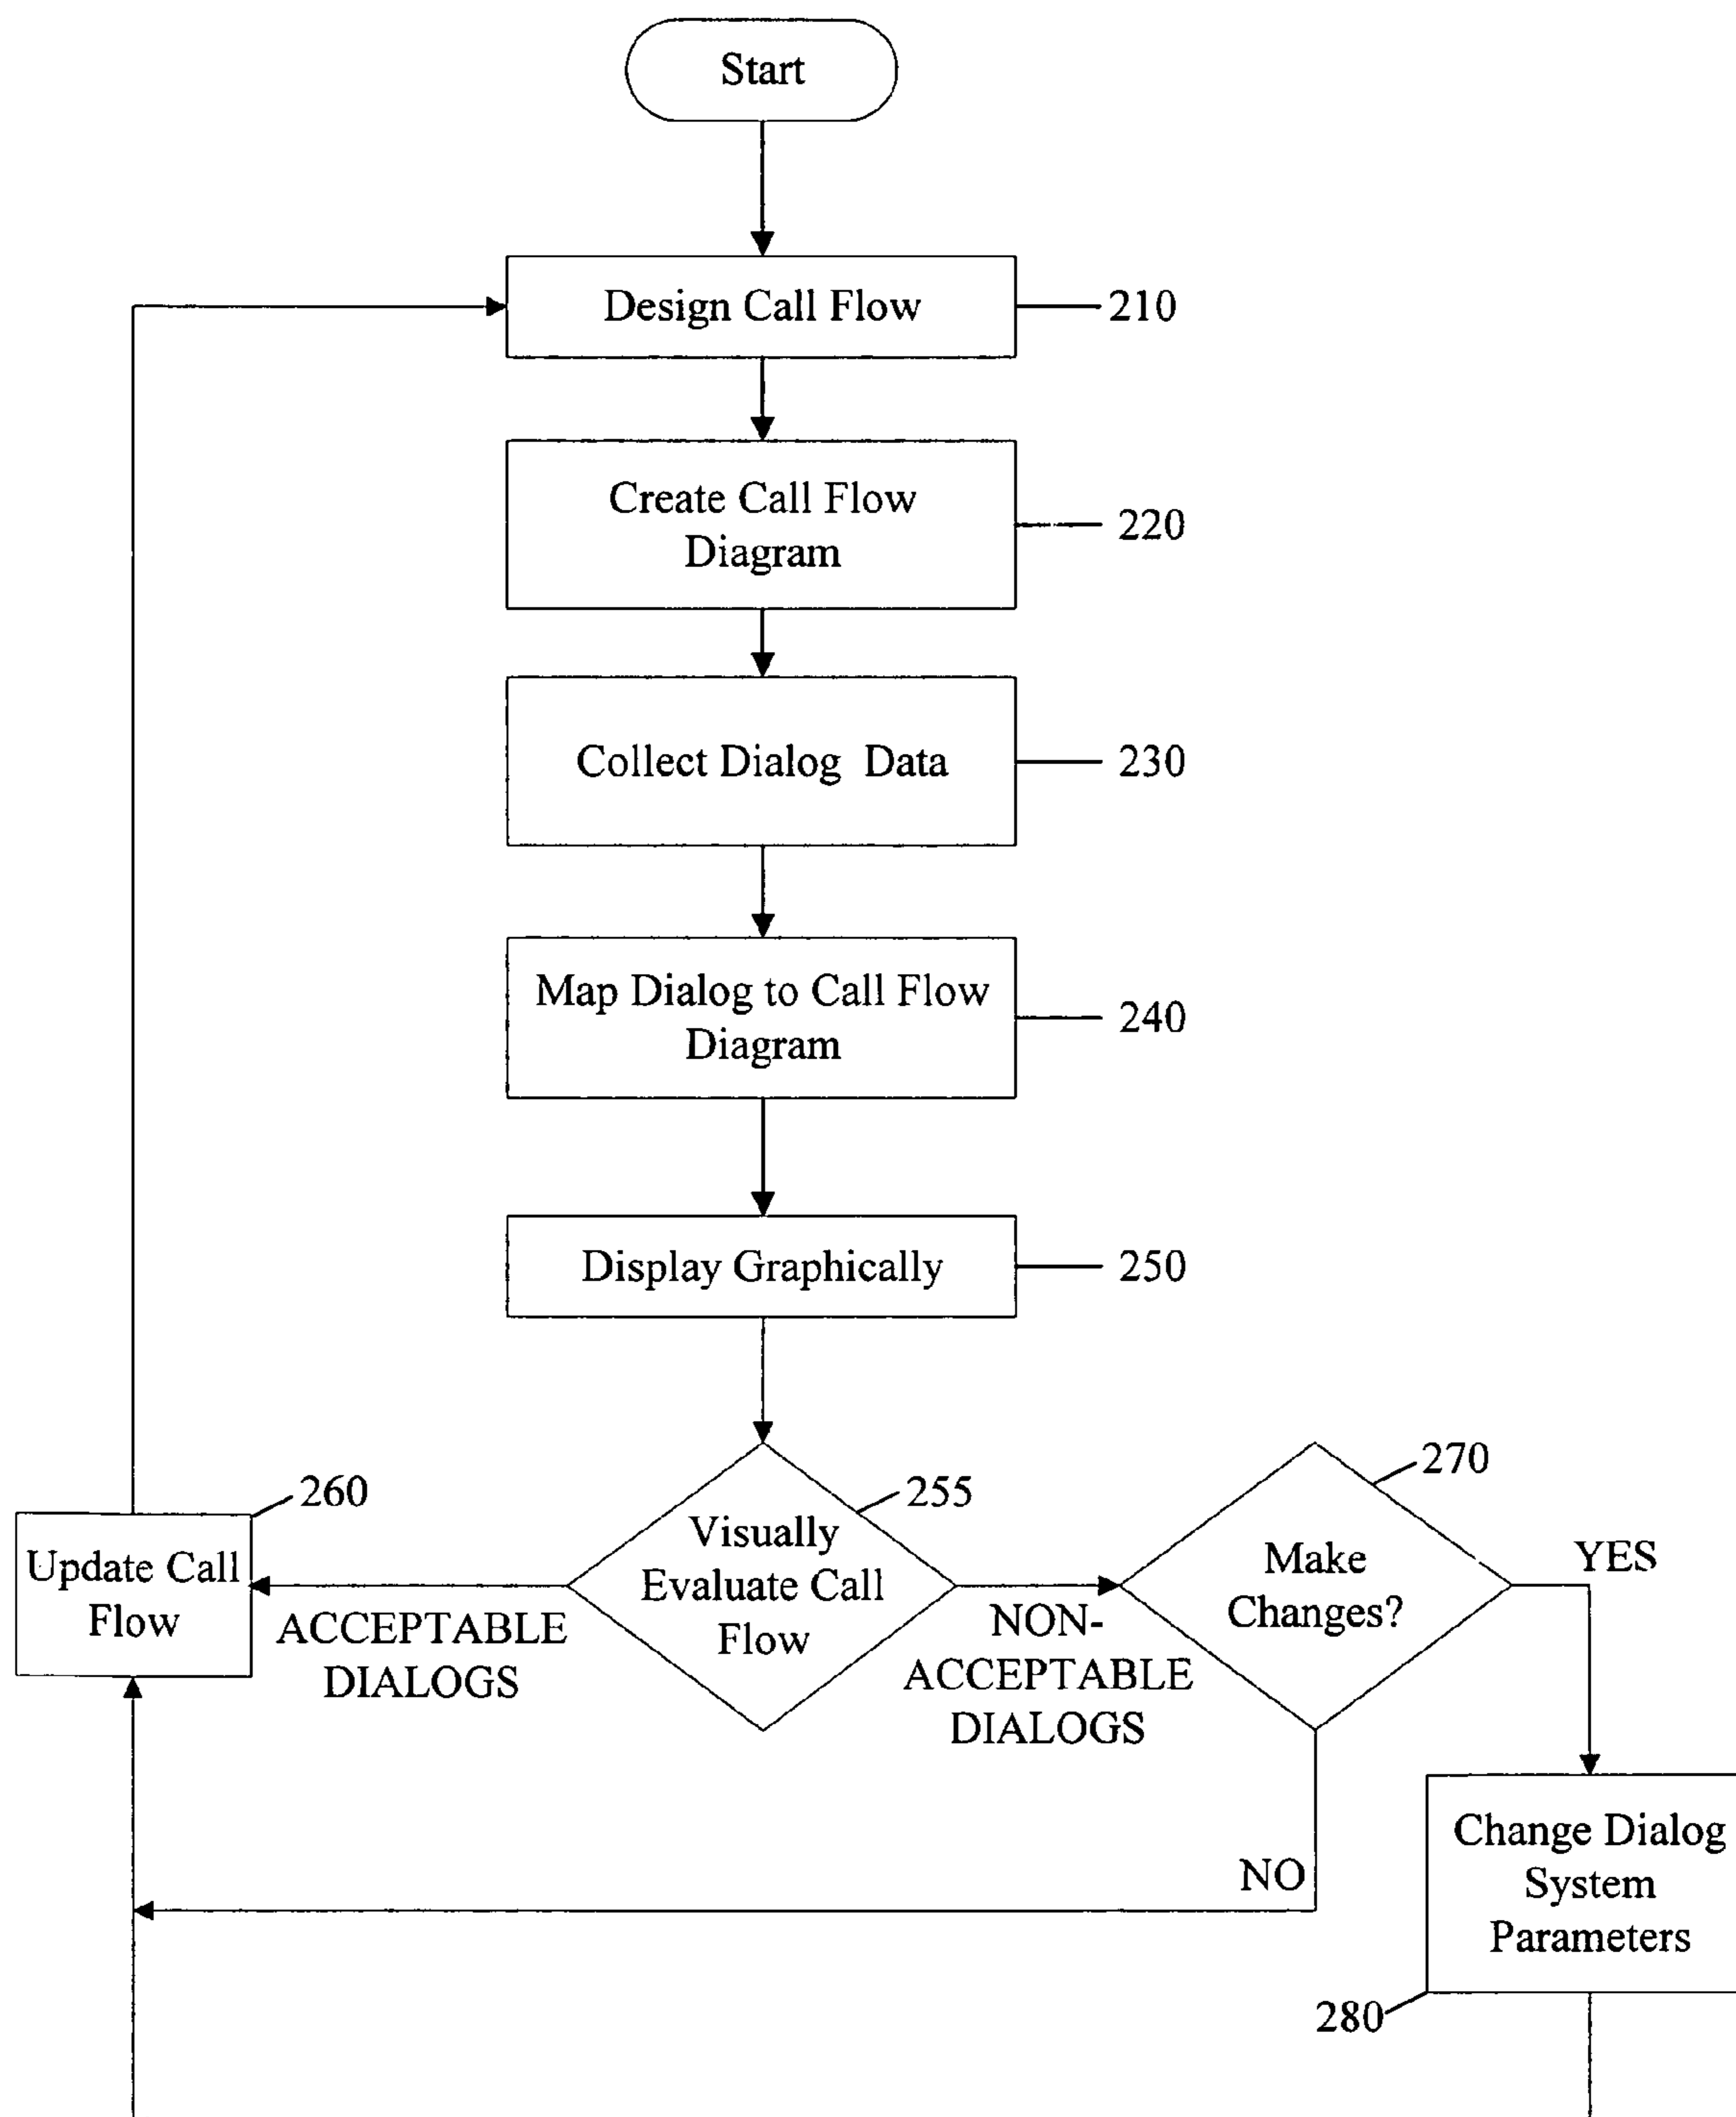 Start
Design Call Flow
210
Create Call Flow
Diagram
220
Collect Dialog Data
230
Map Dialog to Call Flow
Diagram
240
Display Graphically
250
260
Update Call
Flow
ACCEPTABLE
DIALOGS
255
Visually
Evaluate Call
Flow
NON-
ACCEPTABLE
DIALOGS
270
Make
Changes?
YES
NO
Change Dialog
System
Parameters
280